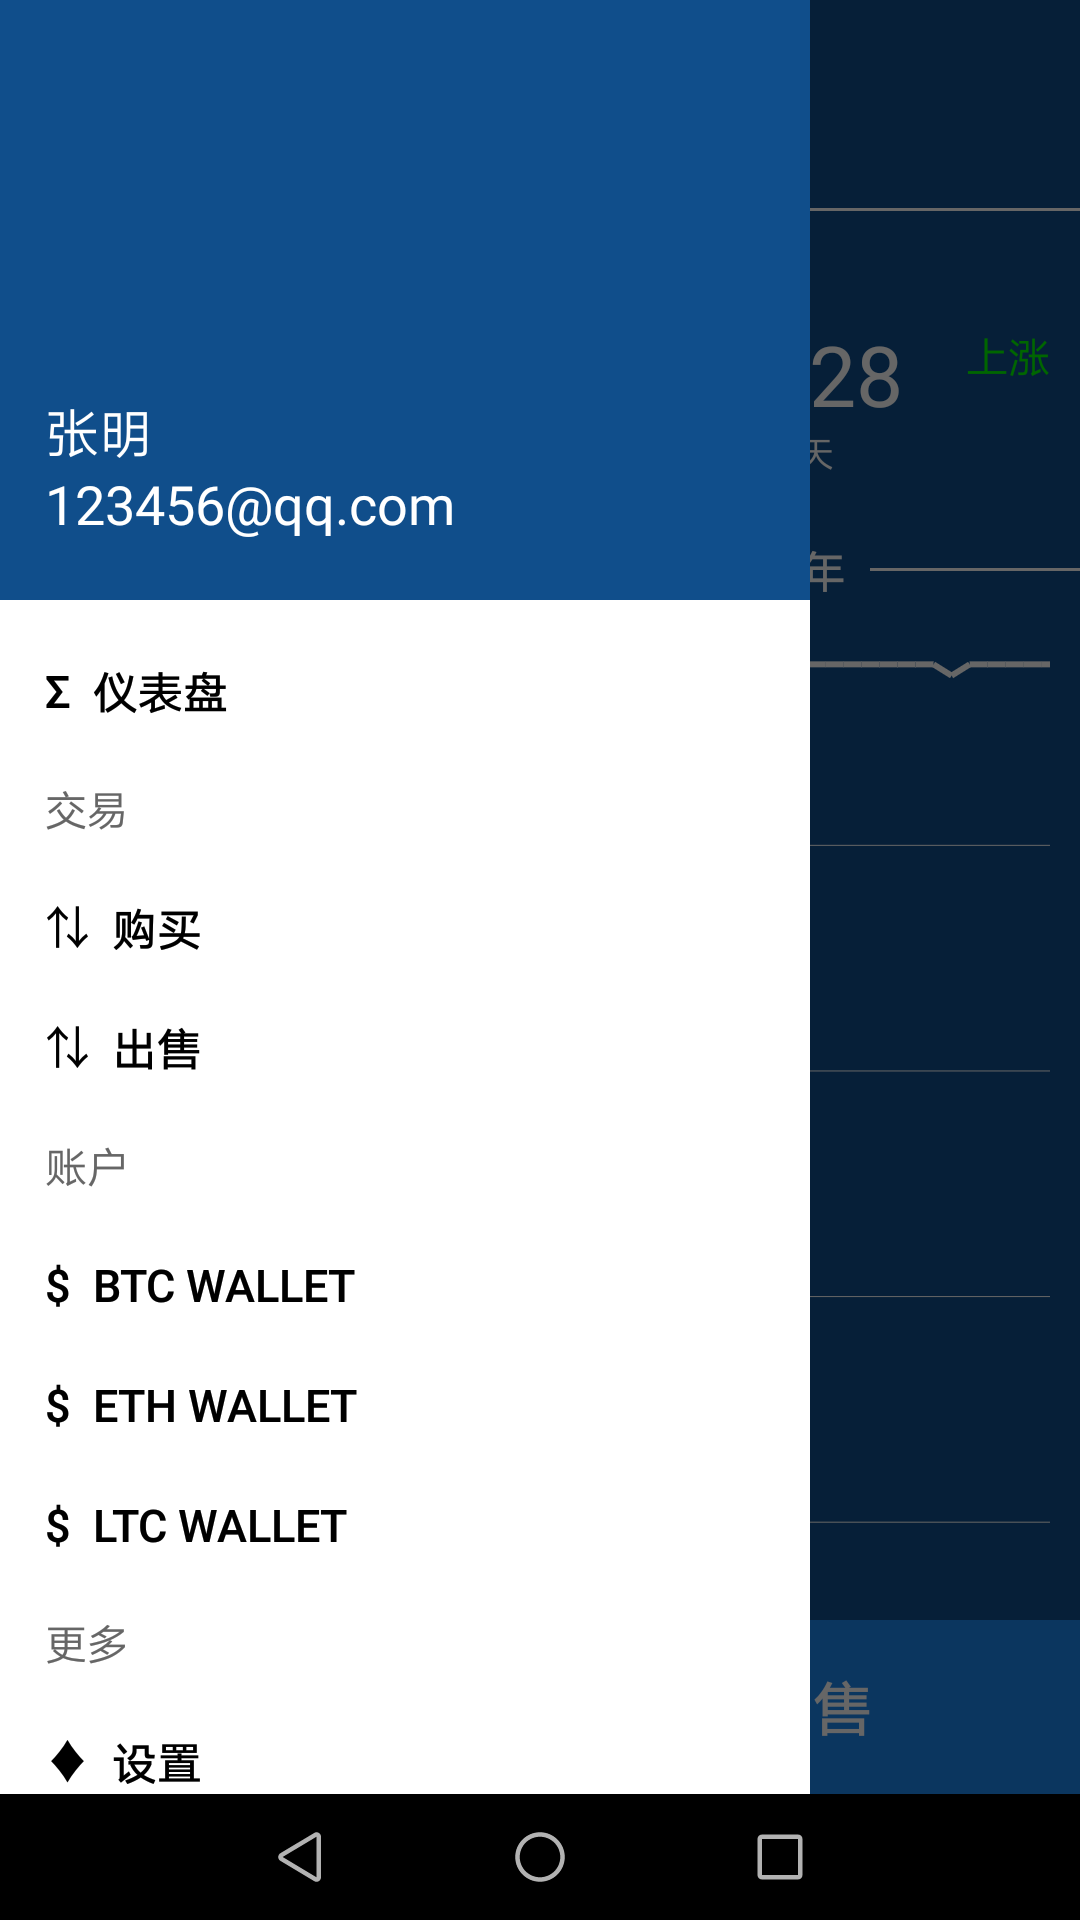 张明
123456@qq.com
28
上涨
天
年
Σ 仪表盘
交易
↑↓ 购买
↑↓ 出售
账户
$ BTC WALLET
$ ETH WALLET
$ LTC WALLET
更多
♦ 设置
售